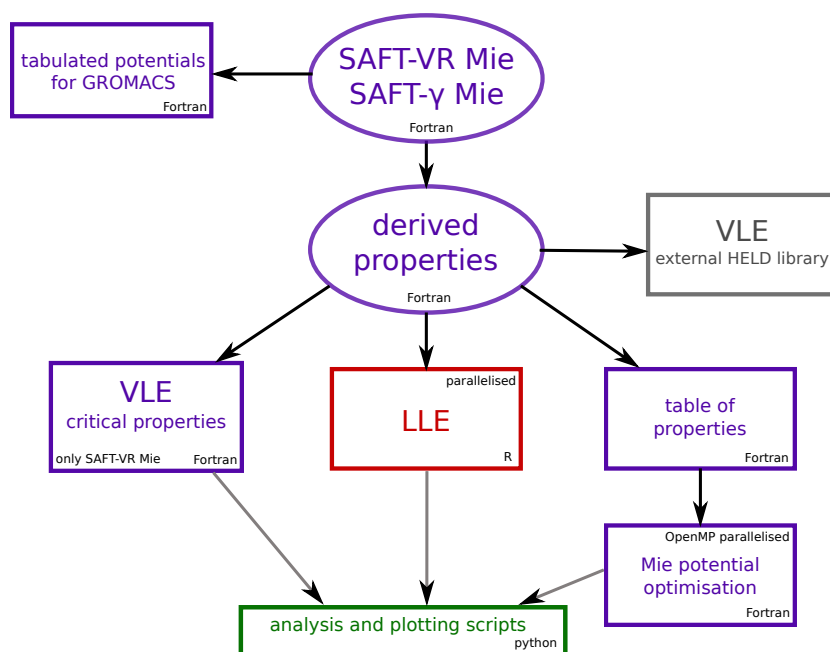 tabulated potentials
for GROMACS
Fortran
SAFT-VR Mie
SAFT-γ Mie
Fortran
derived
properties
Fortran
VLE
external HELD library
VLE
critical properties
only SAFT-VR Mie
Fortran
parallelised
LLE
R
table of
properties
Fortran
OpenMP parallelised
Mie potential
optimisation
Fortran
analysis and plotting scripts
python